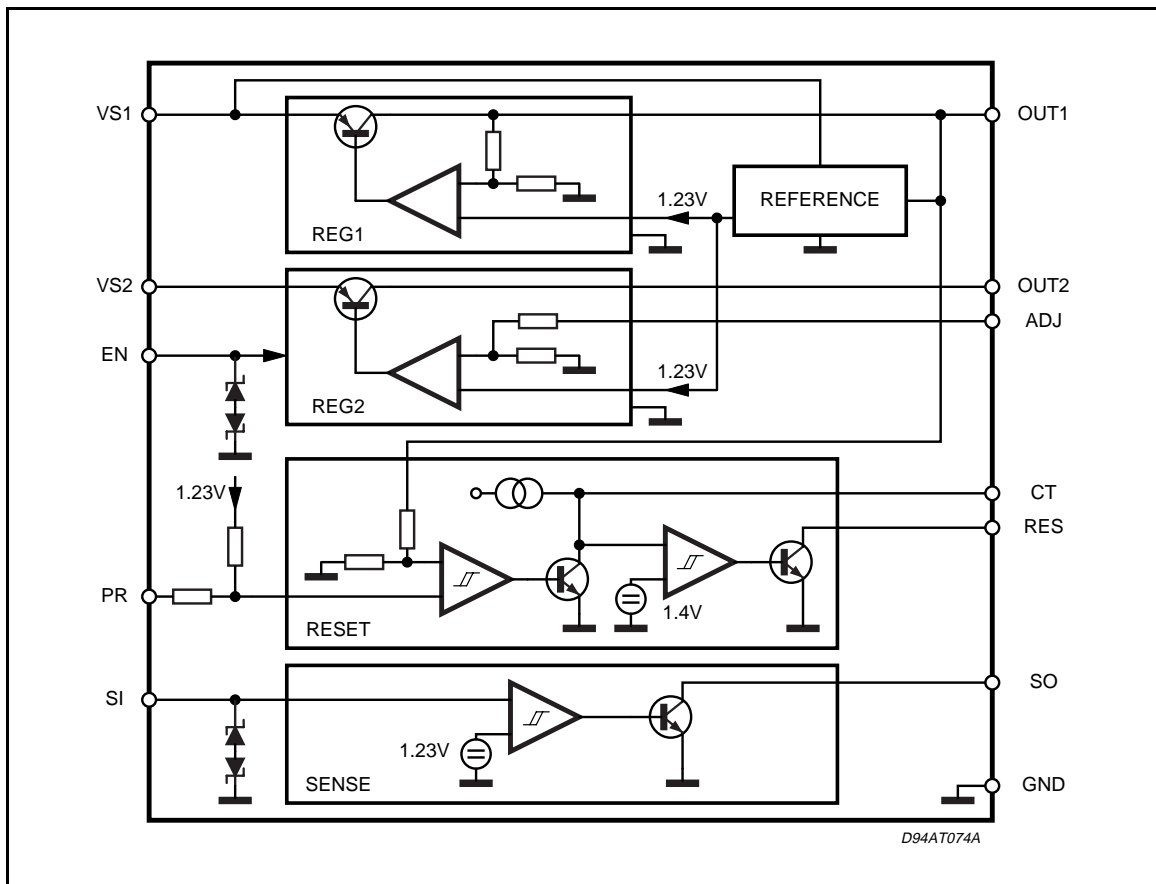 VS1
OUT1
1.23V
REFERENCE
REG1
VS2
OUT2
ADJ
EN
1.23V
REG2
1.23V
CT
RES
PR
1.4V
RESET
SI
SO
1.23V
SENSE
GND
D94AT074A